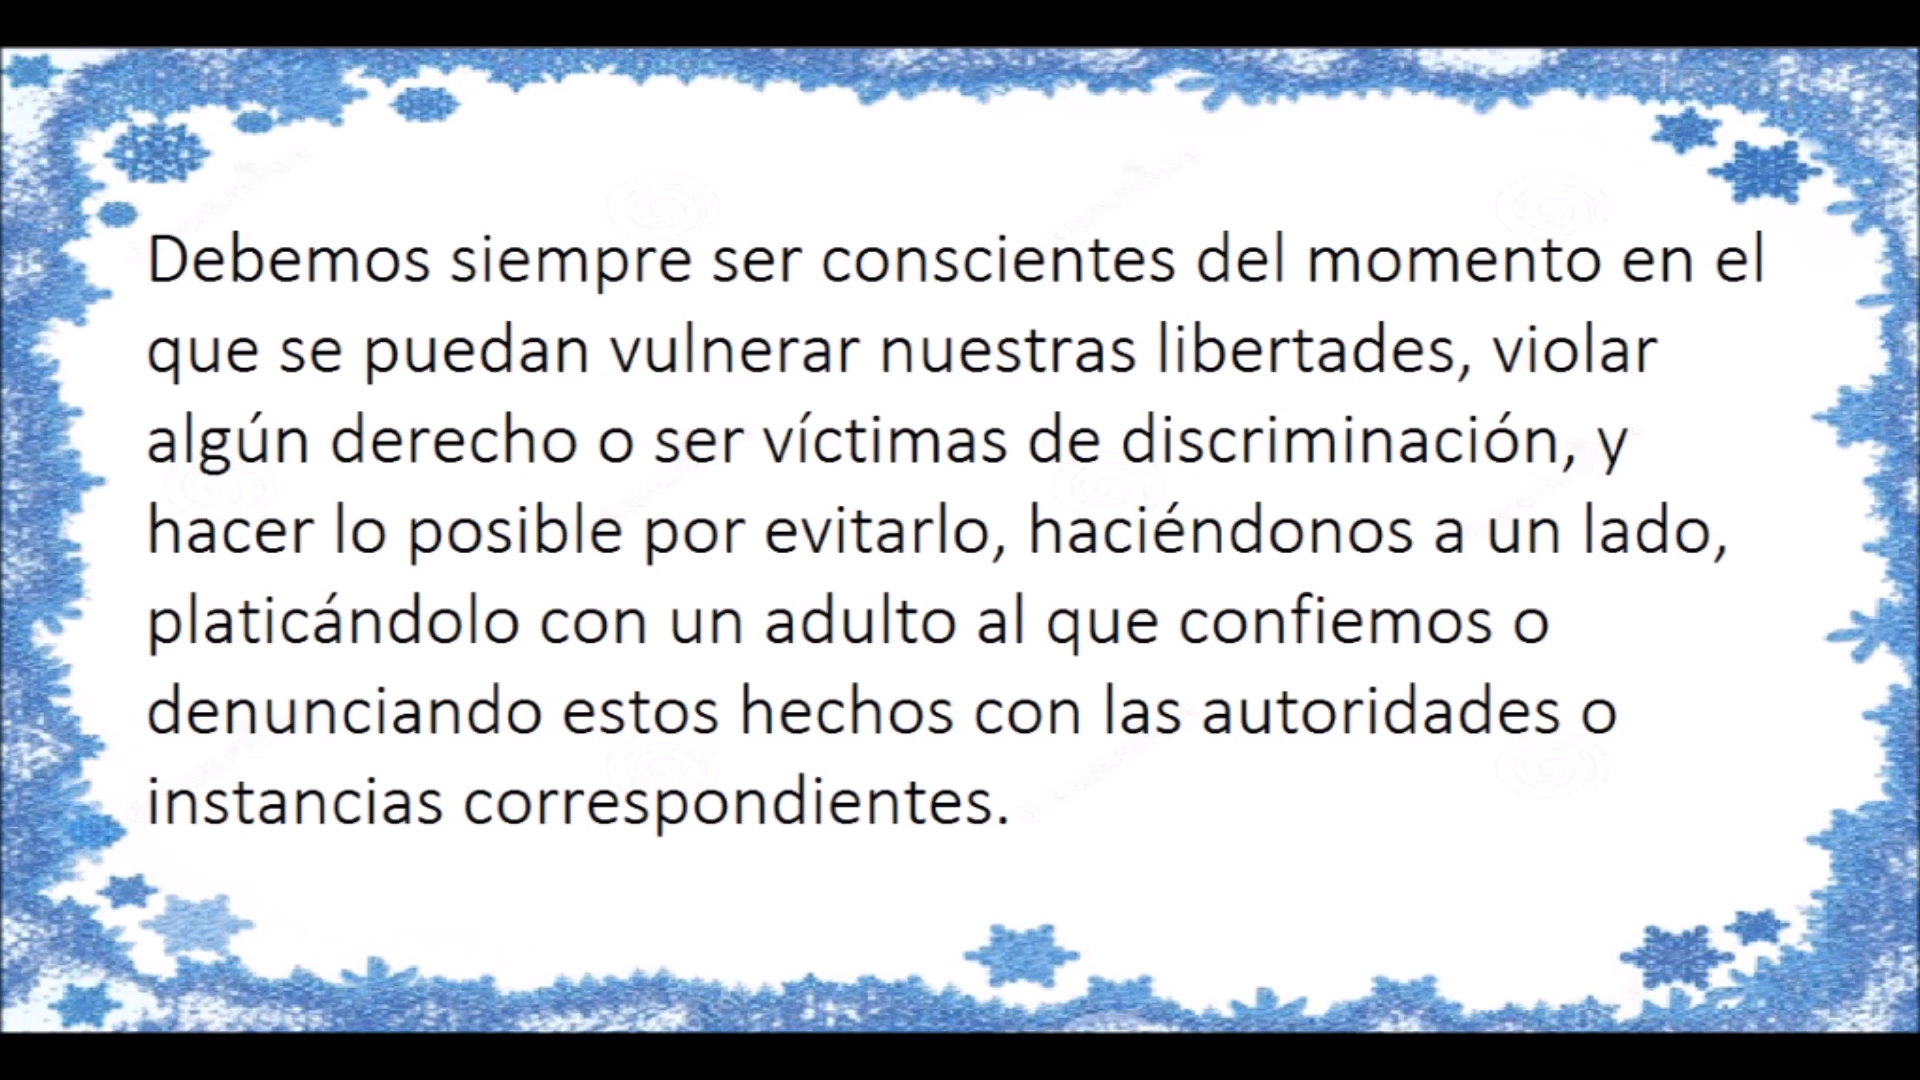 Debemos siempre ser conscientes del momento en el
que se puedan vulnerar nuestras libertades, violar
algún derecho o ser víctimas de discriminación, y
hacer lo posible por evitarlo, haciéndonos a un lado,
platicándolo con un adulto al que confiemos o
denunciando estos hechos con las autoridades o
instancias correspondientes.